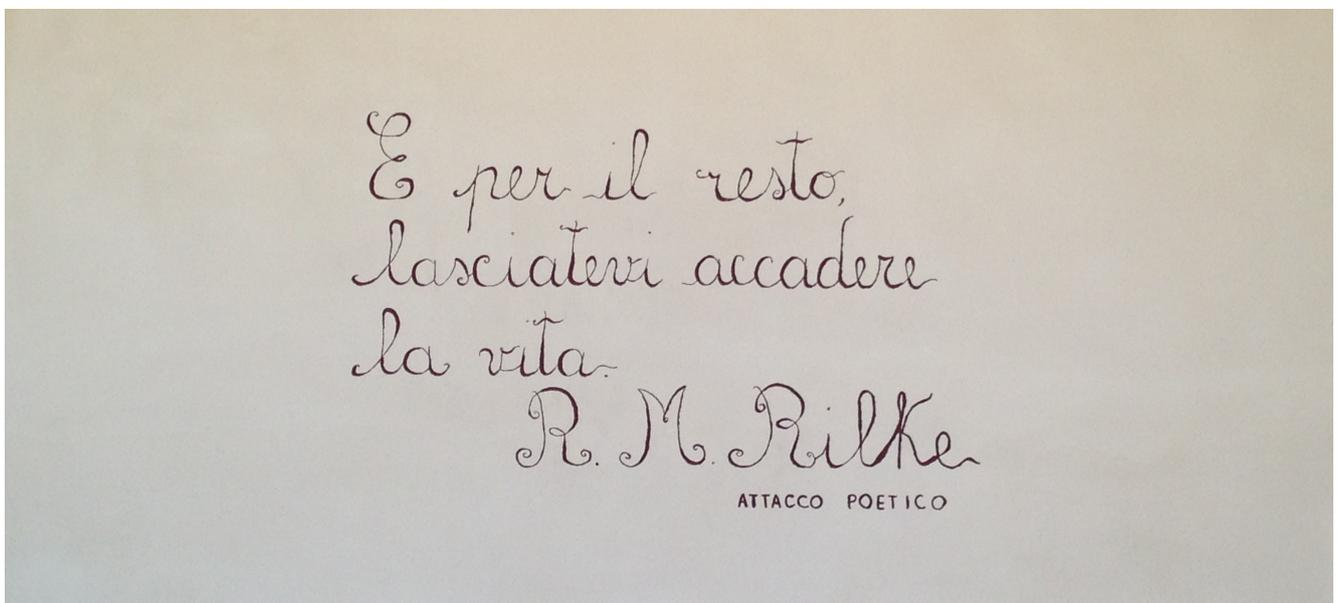 E per il resto,
lasciatevi accadere
la vita.
R. M. Rilke
ATTACCO POETICO